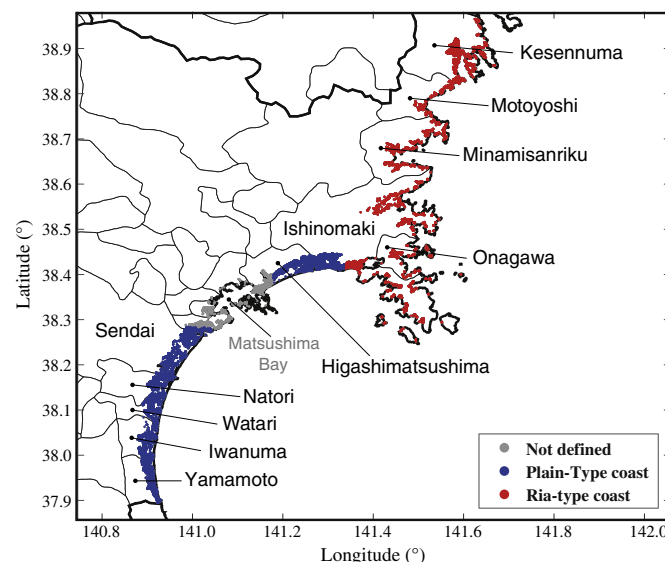 38.9
38.8
38.7
38.6
38.5
38.4
38.3
38.2
38.1
38.0
37.9
Latitude (°)
Kesennuma
Motoyoshi
Minamisanriku
Ishinomaki
Onagawa
Sendai
Matsushima
Bay
Higashimatsushima
Natori
Watari
Iwanuma
Yamamoto
Not defined
Plain-Type coast
Ria-type coast
140.8
141.0
141.2
141.4
141.6
141.8
142.0
Longitude (°)